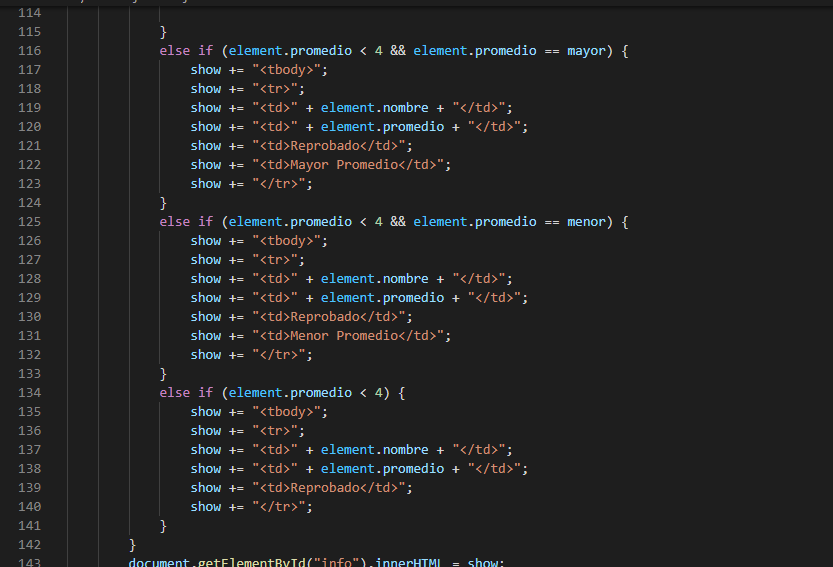 114
115 }
116 else if (element.promedio < 4 && element.promedio == mayor) {
117 show += "<tbody>";
118 show += "<tr>";
119 show += "<td>" + element.nombre + "</td>";
120 show += "<td>" + element.promedio + "</td>";
121 show += "<td>Reprobado</td>";
122 show += "<td>Mayor Promedio</td>";
123 show += "</tr>";
124 }
125 else if (element.promedio < 4 && element.promedio == menor) {
126 show += "<tbody>";
127 show += "<tr>";
128 show += "<td>" + element.nombre + "</td>";
129 show += "<td>" + element.promedio + "</td>";
130 show += "<td>Reprobado</td>";
131 show += "<td>Menor Promedio</td>";
132 show += "</tr>";
133 }
134 else if (element.promedio < 4) {
135 show += "<tbody>";
136 show += "<tr>";
137 show += "<td>" + element.nombre + "</td>";
138 show += "<td>" + element.promedio + "</td>";
139 show += "<td>Reprobado</td>";
140 show += "</tr>";
141 }
142 }
143 document.getElementById("info").innerHTML = show;